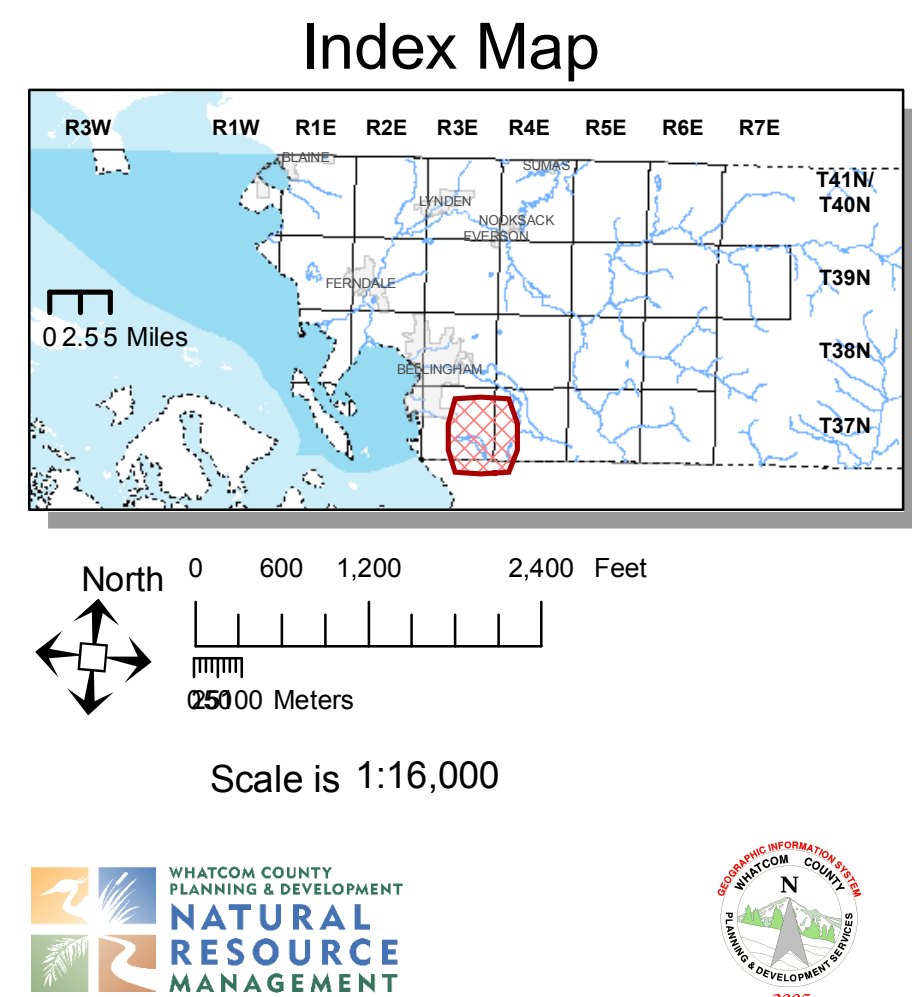 Index Map
R3W R1W R1E R2E R3E R4E R5E R6E R7E
BLAINE
SUMAS
T41N/
T40N
LYNDEN
NOOKSACK
EVERSON
T39N
FERNDALE
0 2.5 5 Miles
T38N
BELLINGHAM
T37N
North
0 600 1,200 2,400 Feet
Meters
Scale is 1:16,000
WHATCOM COUNTY
PLANNING & DEVELOPMENT
NATURAL
RESOURCE
MANAGEMENT
GEOGRAPHIC INFORMATION SYSTEM
WHATCOM COUNTY
N
PLANNING & DEVELOPMENT SERVICES